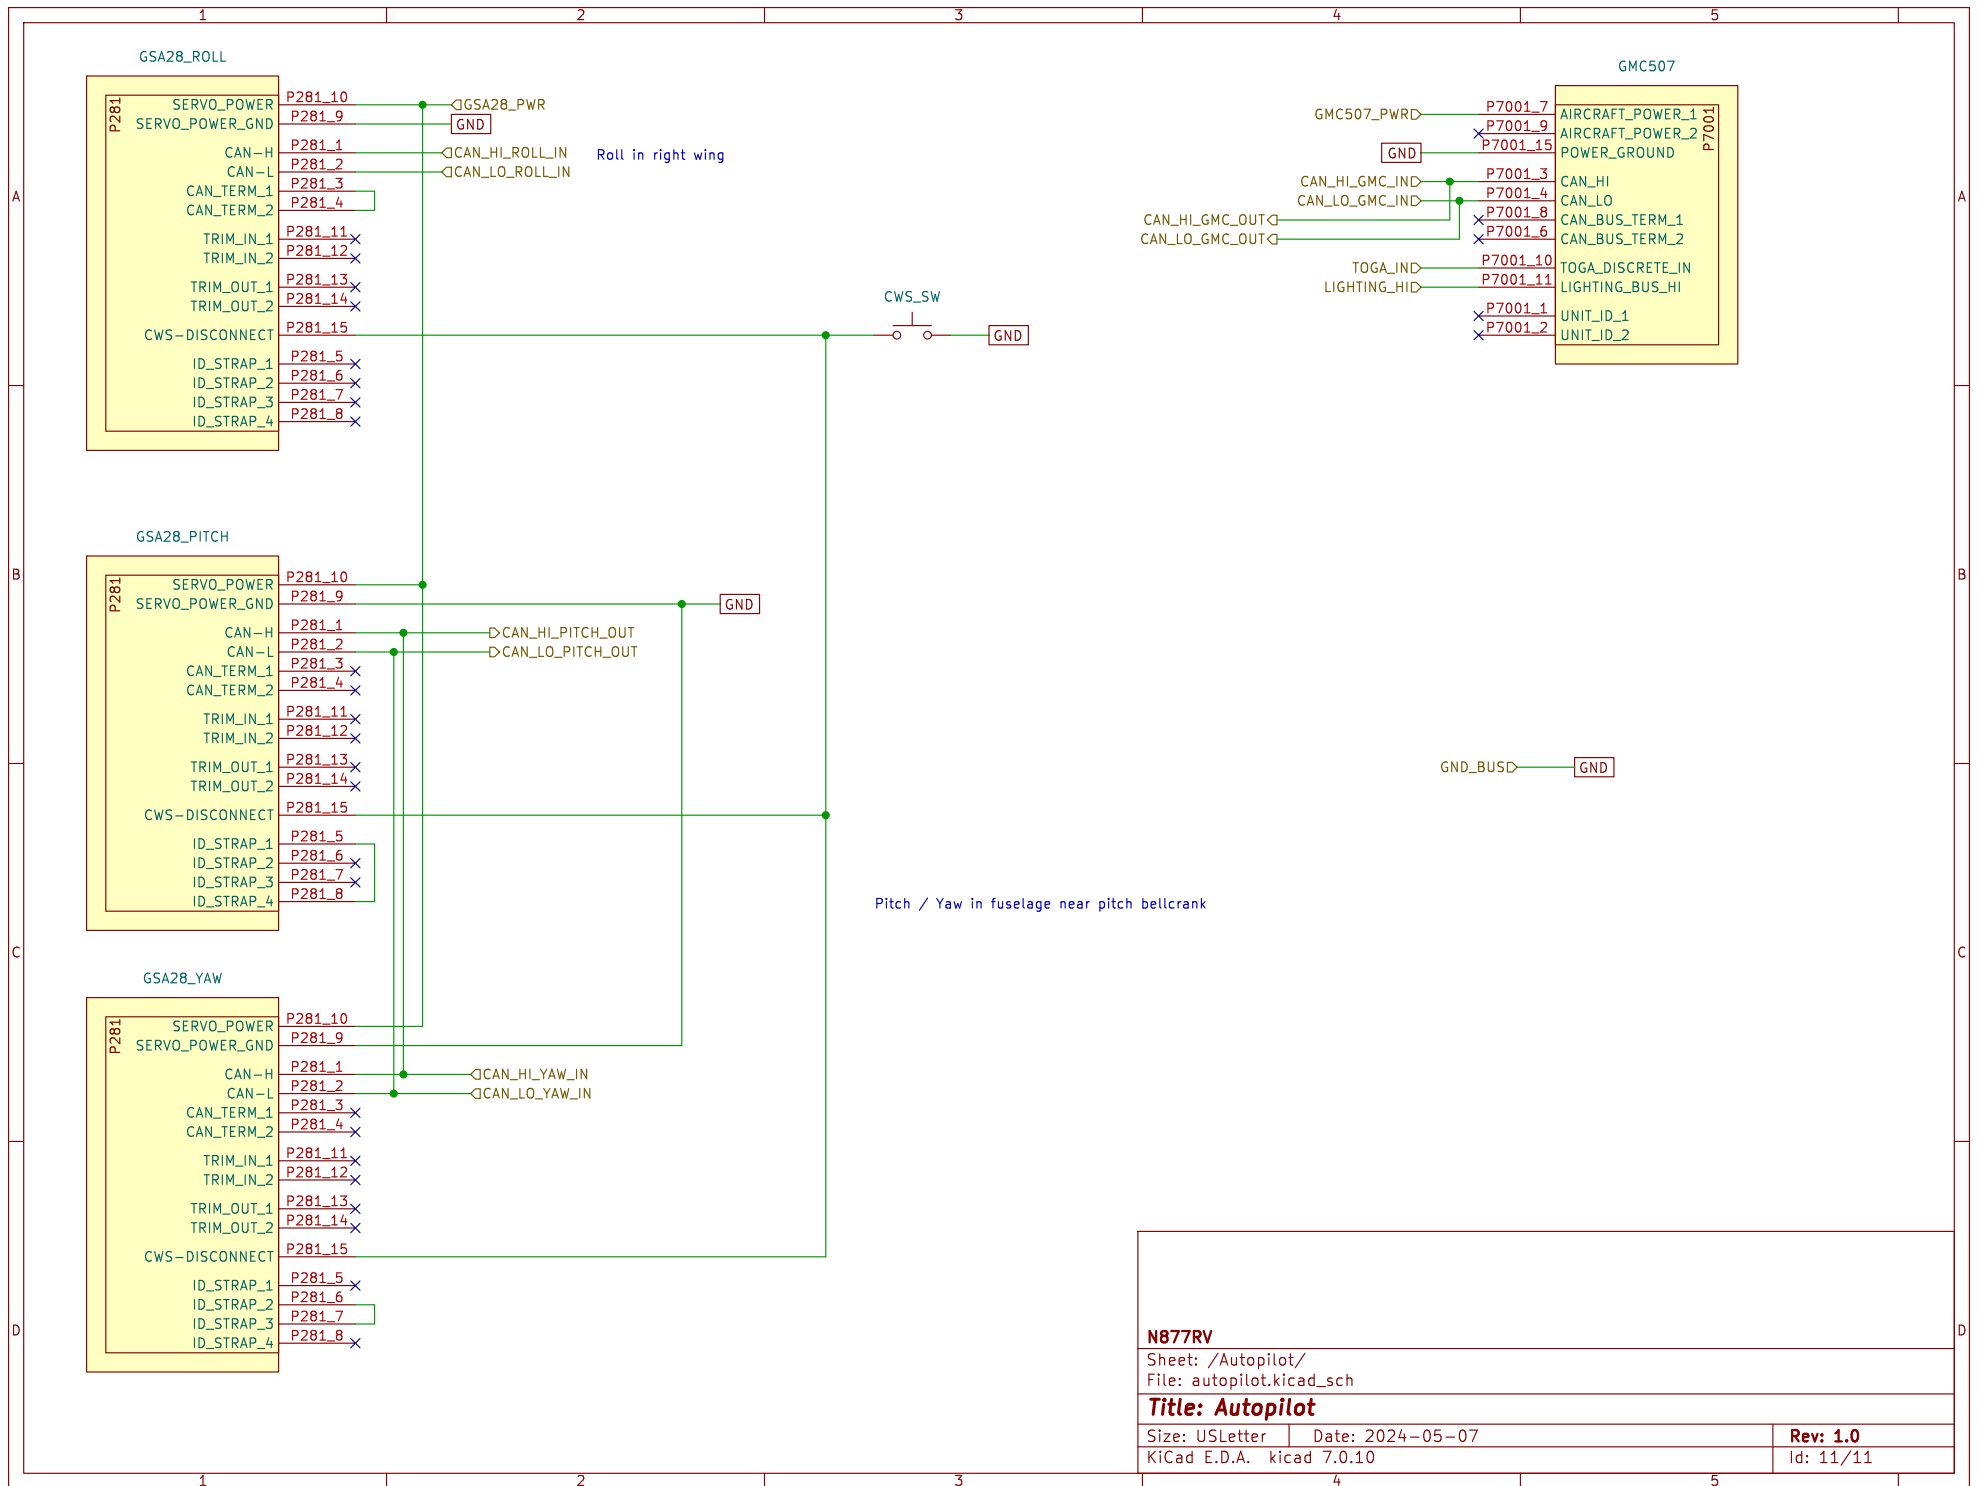 1 2 3 4 5
A
B
C
D
GSA28_ROLL
P281
SERVO_POWER P281_10 GSA28_PWR
SERVO_POWER_GND P281_9 GND
CAN-H P281_1 CAN_HI_ROLL_IN
Roll in right wing
CAN-L P281_2 CAN_LO_ROLL_IN
CAN_TERM_1 P281_3
CAN_TERM_2 P281_4
TRIM_IN_1 P281_11
TRIM_IN_2 P281_12
TRIM_OUT_1 P281_13
TRIM_OUT_2 P281_14
CWS-DISCONNECT P281_15
ID_STRAP_1 P281_5
ID_STRAP_2 P281_6
ID_STRAP_3 P281_7
ID_STRAP_4 P281_8
CWS_SW
GND
GMC507
P7001
GMC507_PWR P7001_7 AIRCRAFT_POWER_1
P7001_9 AIRCRAFT_POWER_2
GND P7001_15 POWER_GROUND
CAN_HI_GMC_IN P7001_3 CAN_HI
CAN_LO_GMC_IN P7001_4 CAN_LO
CAN_HI_GMC_OUT P7001_8 CAN_BUS_TERM_1
CAN_LO_GMC_OUT P7001_6 CAN_BUS_TERM_2
TOGA_IN P7001_10 TOGA_DISCRETE_IN
LIGHTING_HI P7001_11 LIGHTING_BUS_HI
P7001_1 UNIT_ID_1
P7001_2 UNIT_ID_2
GSA28_PITCH
P281
SERVO_POWER P281_10
SERVO_POWER_GND P281_9 GND
CAN-H P281_1 CAN_HI_PITCH_OUT
CAN-L P281_2 CAN_LO_PITCH_OUT
CAN_TERM_1 P281_3
CAN_TERM_2 P281_4
TRIM_IN_1 P281_11
TRIM_IN_2 P281_12
TRIM_OUT_1 P281_13
TRIM_OUT_2 P281_14
CWS-DISCONNECT P281_15
ID_STRAP_1 P281_5
ID_STRAP_2 P281_6
ID_STRAP_3 P281_7
ID_STRAP_4 P281_8
GND_BUS GND
Pitch / Yaw in fuselage near pitch bellcrank
GSA28_YAW
P281
SERVO_POWER P281_10
SERVO_POWER_GND P281_9
CAN-H P281_1 CAN_HI_YAW_IN
CAN-L P281_2 CAN_LO_YAW_IN
CAN_TERM_1 P281_3
CAN_TERM_2 P281_4
TRIM_IN_1 P281_11
TRIM_IN_2 P281_12
TRIM_OUT_1 P281_13
TRIM_OUT_2 P281_14
CWS-DISCONNECT P281_15
ID_STRAP_1 P281_5
ID_STRAP_2 P281_6
ID_STRAP_3 P281_7
ID_STRAP_4 P281_8
A
B
C
D
N877RV
Sheet: /Autopilot/
File: autopilot.kicad_sch
Title: Autopilot
Size: USLetter Date: 2024-05-07 Rev: 1.0
KiCad E.D.A. kicad 7.0.10 Id: 11/11
1 2 3 4 5